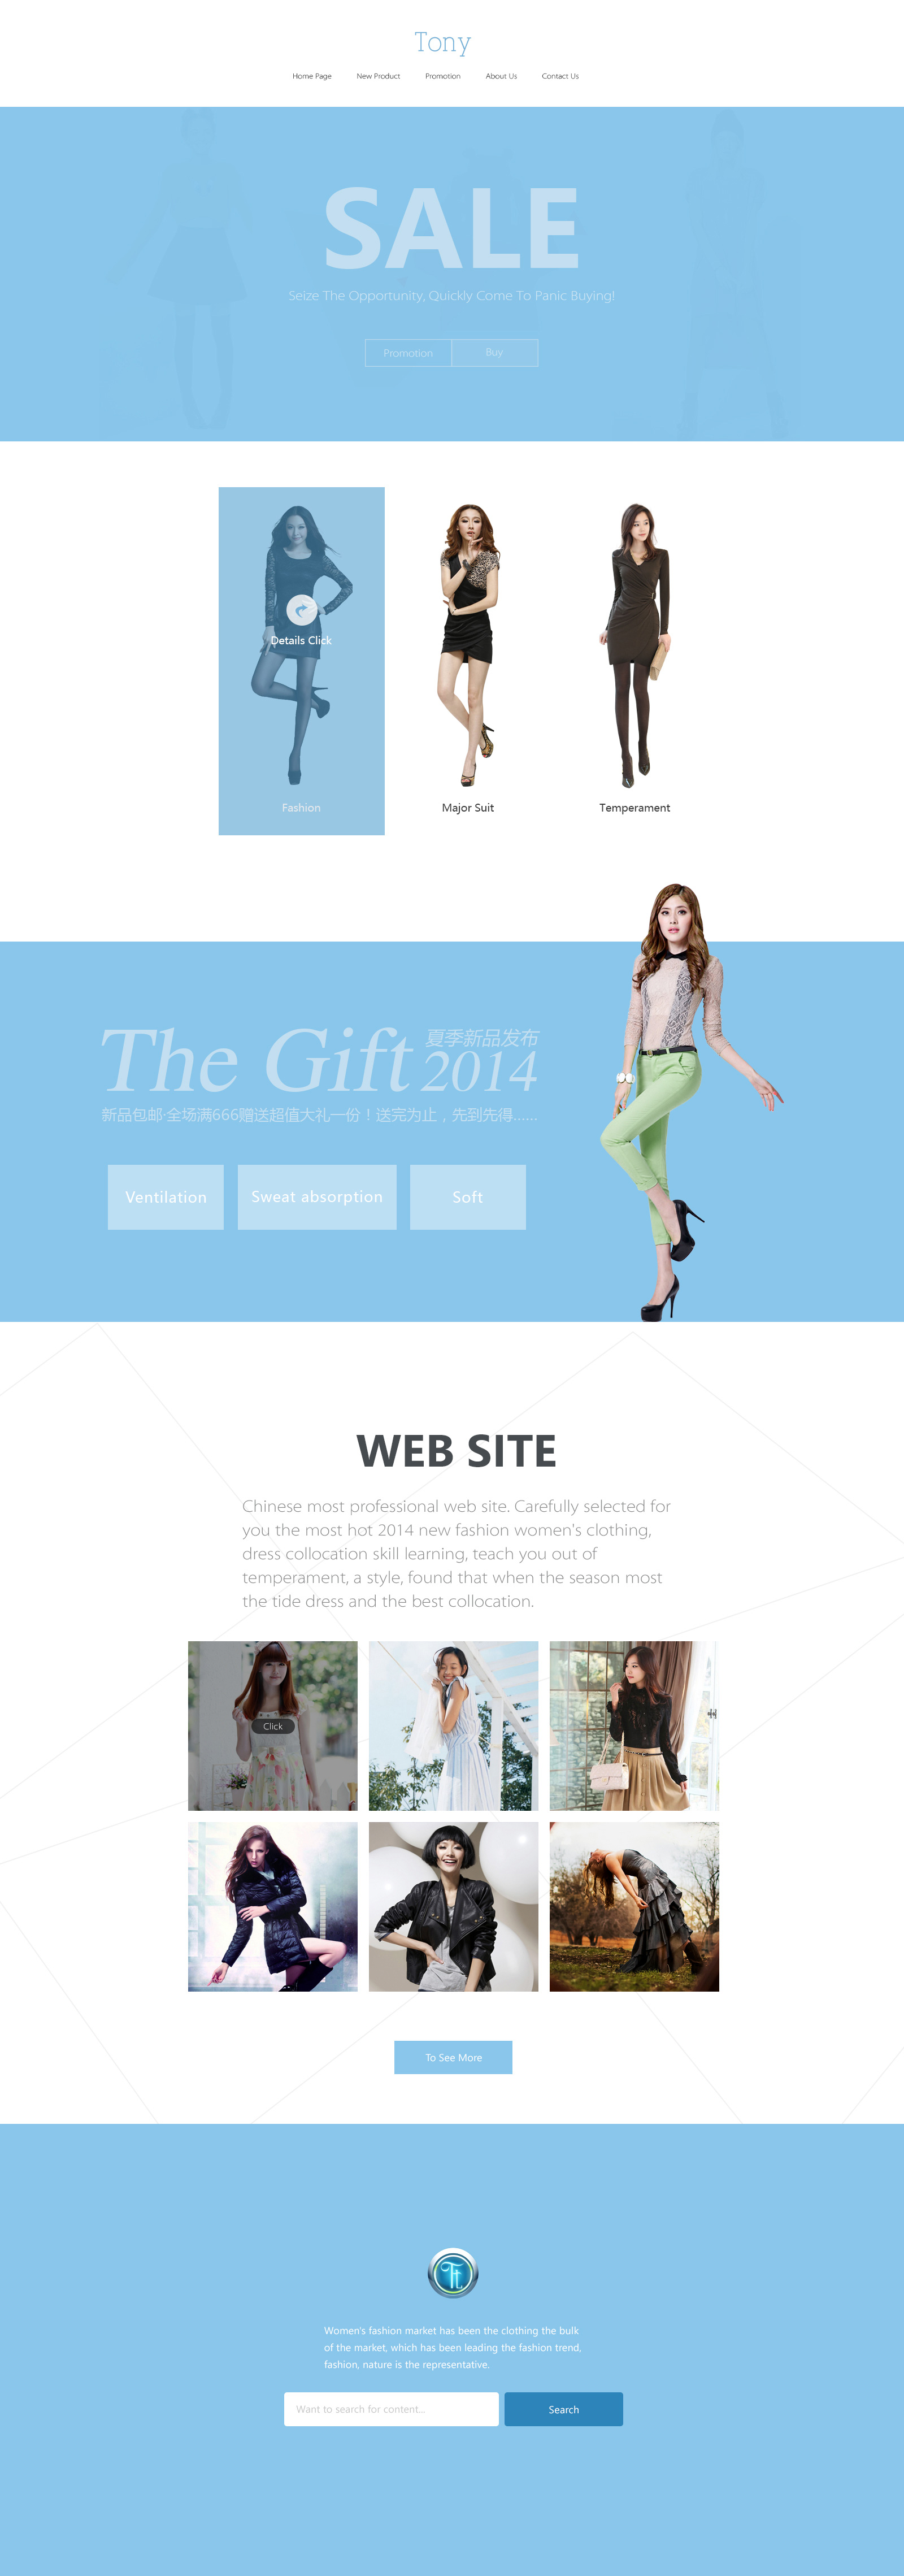 Tony
Home Page New Product Promotion About Us Contact Us
SALE
Seize The Opportunity, Quickly Come To Panic Buying!
Promotion Buy
Details Click
Fashion Major Suit Temperament
The Gift 夏季新品发布
2014
新品包邮·全场满666赠送超值大礼一份！送完为止，先到先得......
Ventilation Sweat absorption Soft
WEB SITE
Chinese most professional web site. Carefully selected for
you the most hot 2014 new fashion women's clothing,
dress collocation skill learning, teach you out of
temperament, a style, found that when the season most
the tide dress and the best collocation.
Click
To See More
Tt
Women's fashion market has been the clothing the bulk
of the market, which has been leading the fashion trend,
fashion, nature is the representative.
Want to search for content... Search